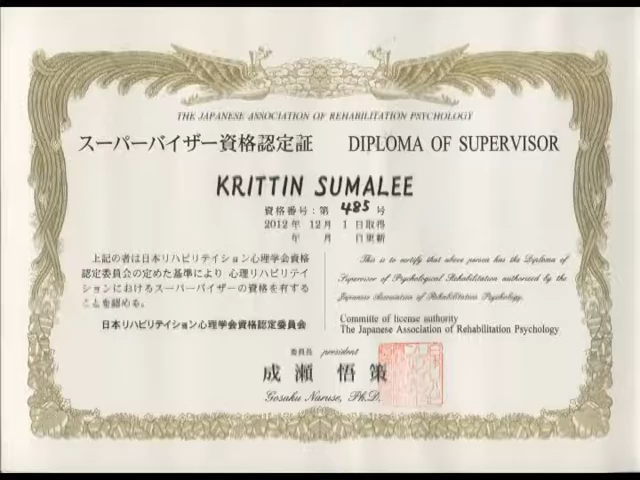 THE JAPANESE ASSOCIATION OF REHABILITATION PSYCHOLOGY
スーパーバイザー資格認定証 DIPLOMA OF SUPERVISOR
KRITTIN SUMALEE
資格番号:第 485 号
2012年 12月 1日取得
年 月 日更新
上記の者は日本リハビリテイション心理学会資格
認定委員会の定めた基準により 心理リハビリテイ
ションにおけるスーパーバイザーの資格を有する
ことを認める。
日本リハビリテイション心理学会資格認定委員会
This is to certify that above person has the Diploma of
Supervisor of Psychological Rehabilitation authorized by the
Japanese Association of Rehabilitation Psychology.
Committe of license authority
The Japanese Association of Rehabilitation Psychology
委員長 president
成瀬 悟策
Gosaku Naruse, Ph.D.